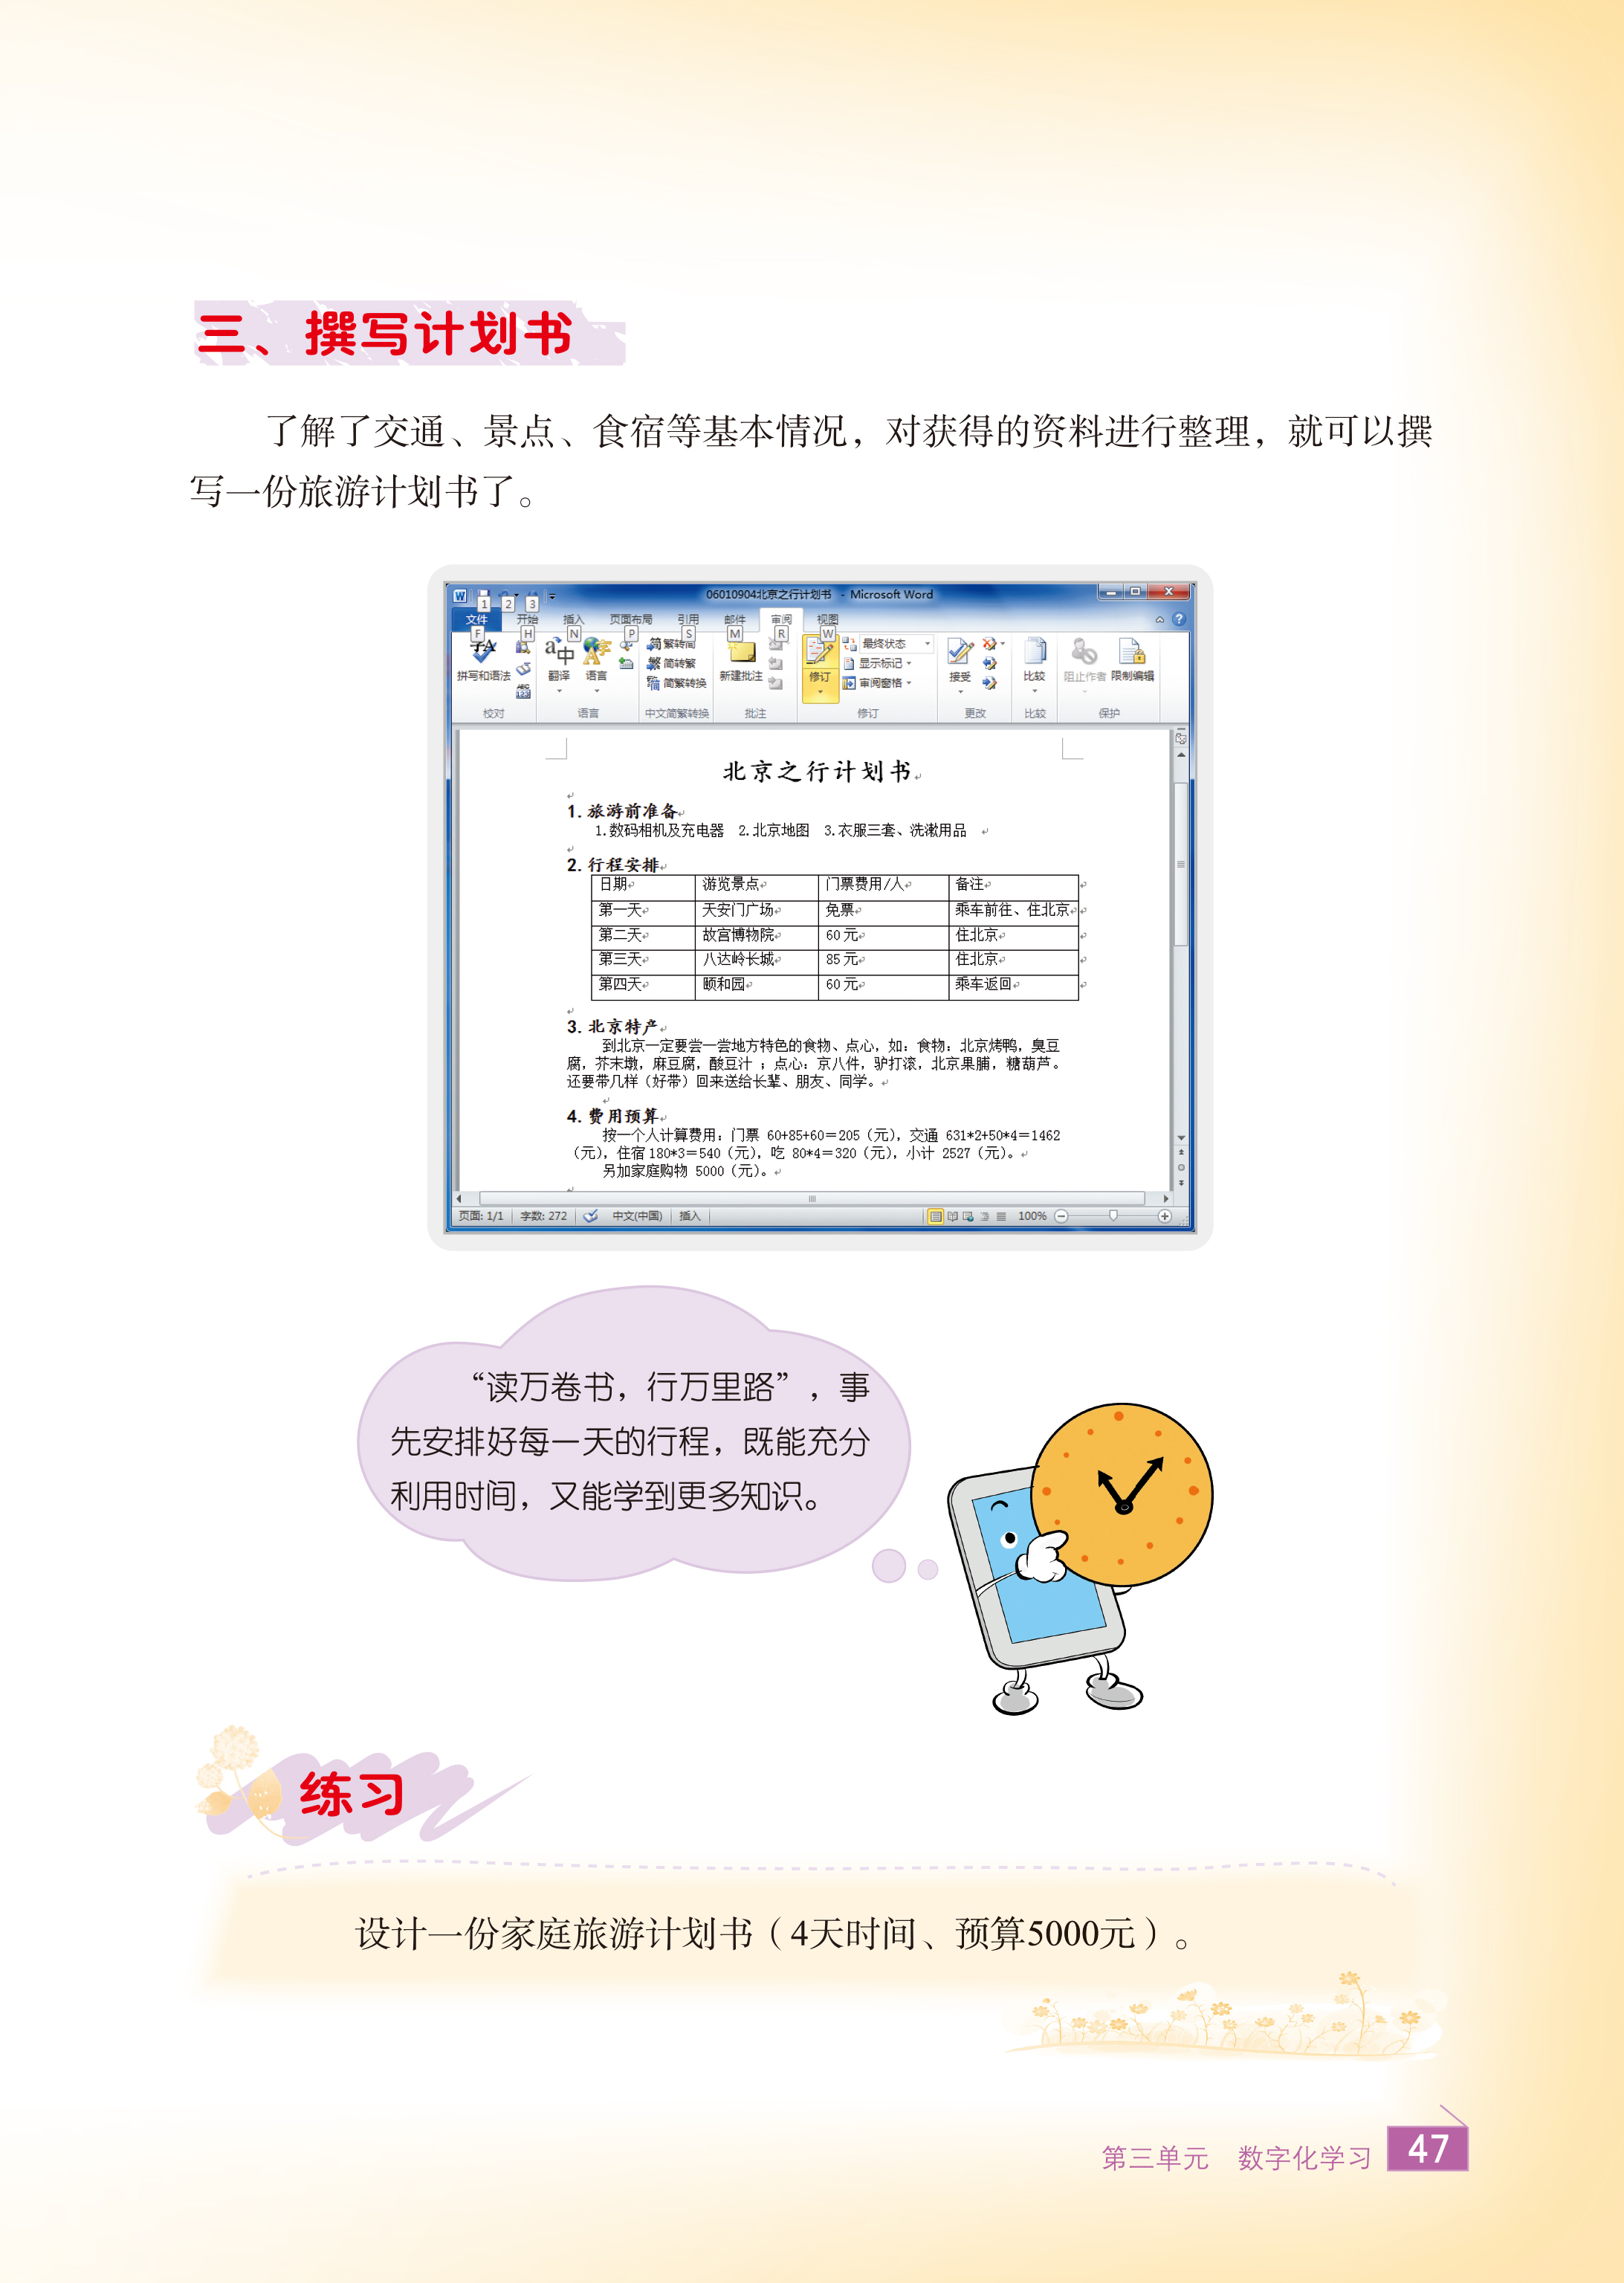 三、撰写计划书
了解了交通、景点、食宿等基本情况，对获得的资料进行整理，就可以撰
写一份旅游计划书了。
06010904北京之行计划书 - Microsoft Word
1 2 3
文件 开始 插入 页面布局 引用 邮件 审阅 视图
F H N P S M R W
繁转简 最终状态
简转繁 显示标记
拼写和语法 翻译 语言 简繁转换 新建批注 修订 审阅窗格 接受 比较 阻止作者 限制编辑
校对 语言 中文简繁转换 批注 修订 更改 比较 保护
北京之行计划书
1. 旅游前准备
1.数码相机及充电器 2.北京地图 3.衣服三套、洗漱用品
2. 行程安排
日期 游览景点 门票费用/人 备注
第一天 天安门广场 免票 乘车前往、住北京
第二天 故宫博物院 60元 住北京
第三天 八达岭长城 85元 住北京
第四天 颐和园 60元 乘车返回
3. 北京特产
到北京一定要尝一尝地方特色的食物、点心，如：食物：北京烤鸭，臭豆
腐，芥末墩，麻豆腐，酸豆汁；点心：京八件，驴打滚，北京果脯，糖葫芦。
还要带几样（好带）回来送给长辈、朋友、同学。
4. 费用预算
按一个人计算费用：门票 60+85+60＝205（元），交通 631*2+50*4＝1462
（元），住宿180*3＝540（元），吃 80*4＝320（元），小计 2527（元）。
另加家庭购物 5000（元）。
页面: 1/1 字数: 272 中文(中国) 插入 100%
“读万卷书，行万里路”，事
先安排好每一天的行程，既能充分
利用时间，又能学到更多知识。
练习
设计一份家庭旅游计划书（4天时间、预算5000元）。
第三单元 数字化学习 47